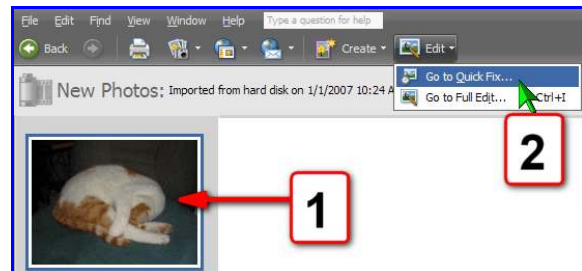 File Edit Find View Window Help Type a question for help
Back Create Edit
Go to Quick Fix...
New Photos: Imported from hard disk on 1/1/2007 10:24 A
Go to Full Edit... Ctrl+I
1
2